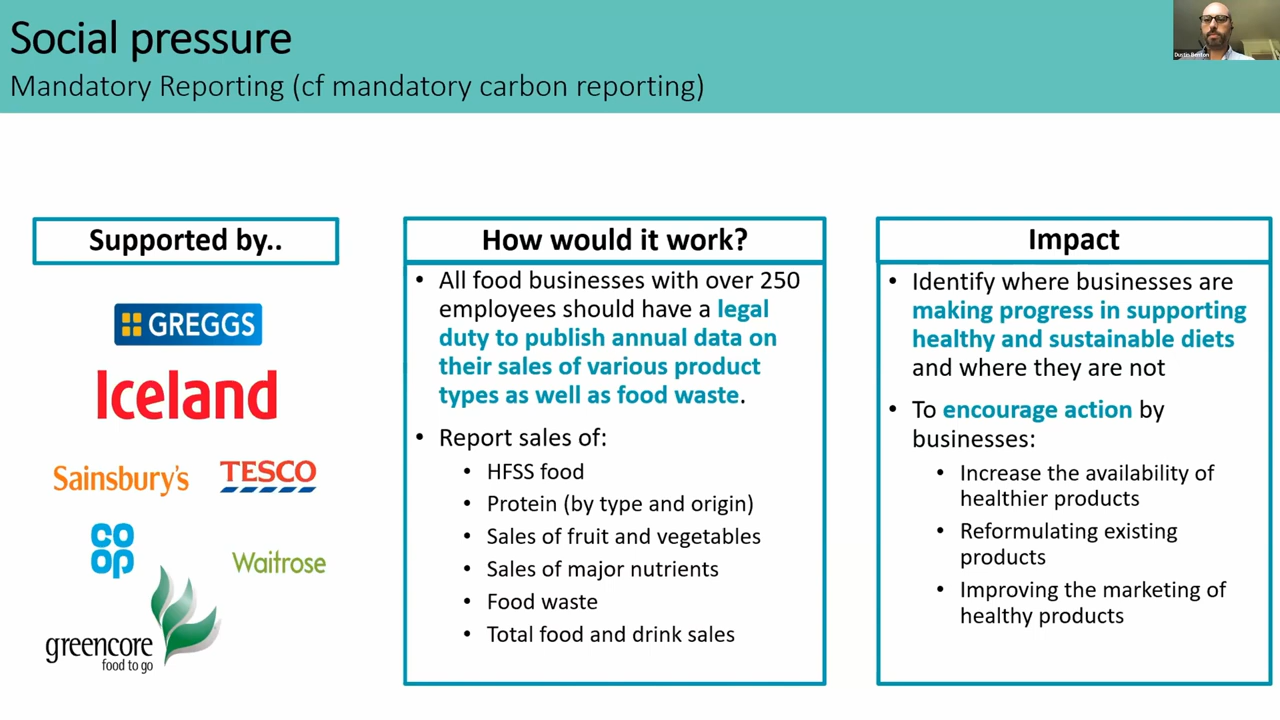 Social pressure
Mandatory Reporting (cf mandatory carbon reporting)
Dustin Benton
Supported by..
GREGGS
Iceland
Sainsbury's
TESCO
CO
OP
Waitrose
greencore
food to go
How would it work?
• All food businesses with over 250
employees should have a legal
duty to publish annual data on
their sales of various product
types as well as food waste.
• Report sales of:
• HFSS food
• Protein (by type and origin)
• Sales of fruit and vegetables
• Sales of major nutrients
• Food waste
• Total food and drink sales
Impact
• Identify where businesses are
making progress in supporting
healthy and sustainable diets
and where they are not
• To encourage action by
businesses:
• Increase the availability of
healthier products
• Reformulating existing
products
• Improving the marketing of
healthy products